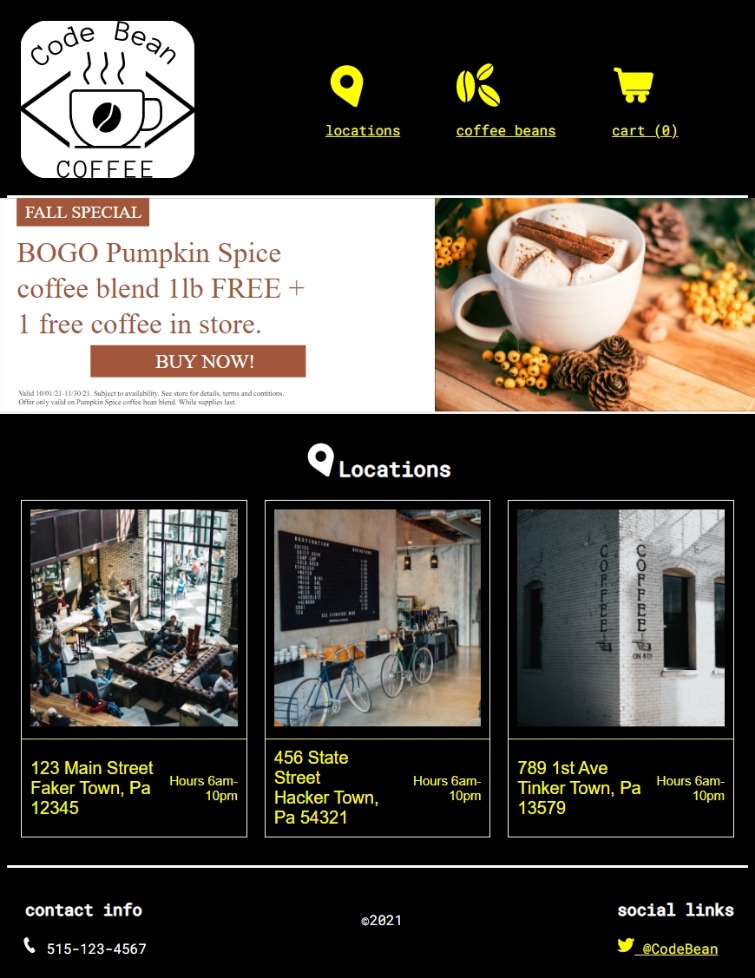 Code Bean
COFFEE
locations
coffee beans
cart (0)
FALL SPECIAL
BOGO Pumpkin Spice
coffee blend 1lb FREE +
1 free coffee in store.
BUY NOW!
Valid 10/01/21-11/30/21. Subject to availability. See store for details, terms and contitions.
Offer only vaild on Pumpkin Spice coffee bean blend. While supplies last.
Locations
COFFEE
COFFEE
123 Main Street
Faker Town, Pa
12345
Hours 6am-
10pm
456 State
Street
Hacker Town,
Pa 54321
Hours 6am-
10pm
789 1st Ave
Tinker Town, Pa
13579
Hours 6am-
10pm
contact info
515-123-4567
©2021
social links
@CodeBean